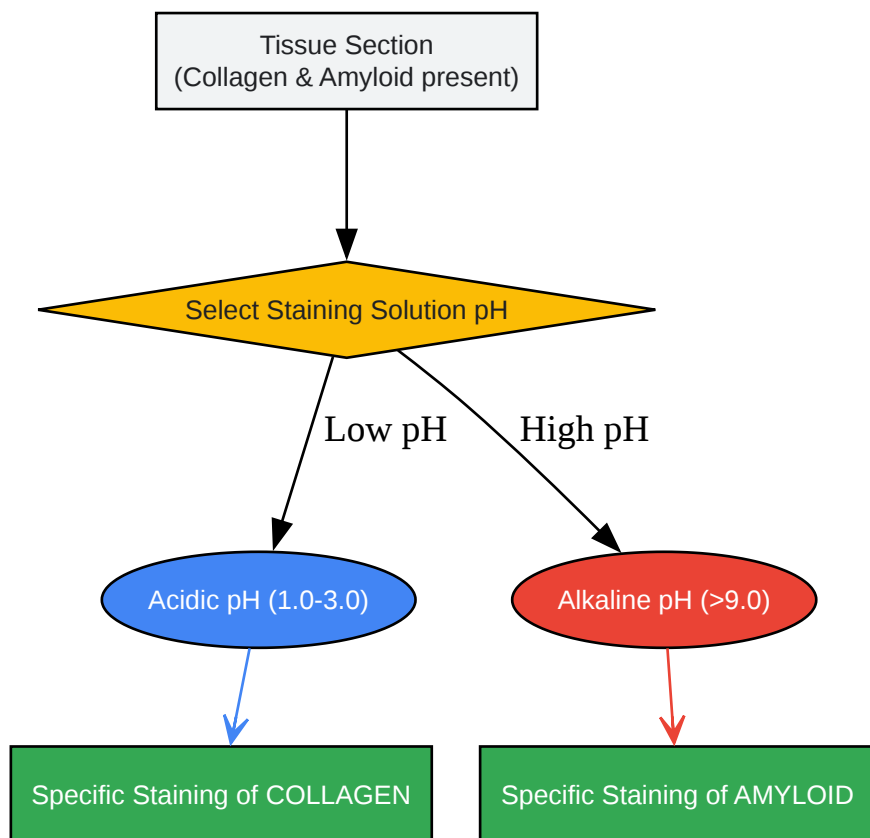 Tissue Section
(Collagen & Amyloid present)
Select Staining Solution pH
Low pH
High pH
Acidic pH (1.0-3.0)
Alkaline pH (>9.0)
Specific Staining of COLLAGEN
Specific Staining of AMYLOID